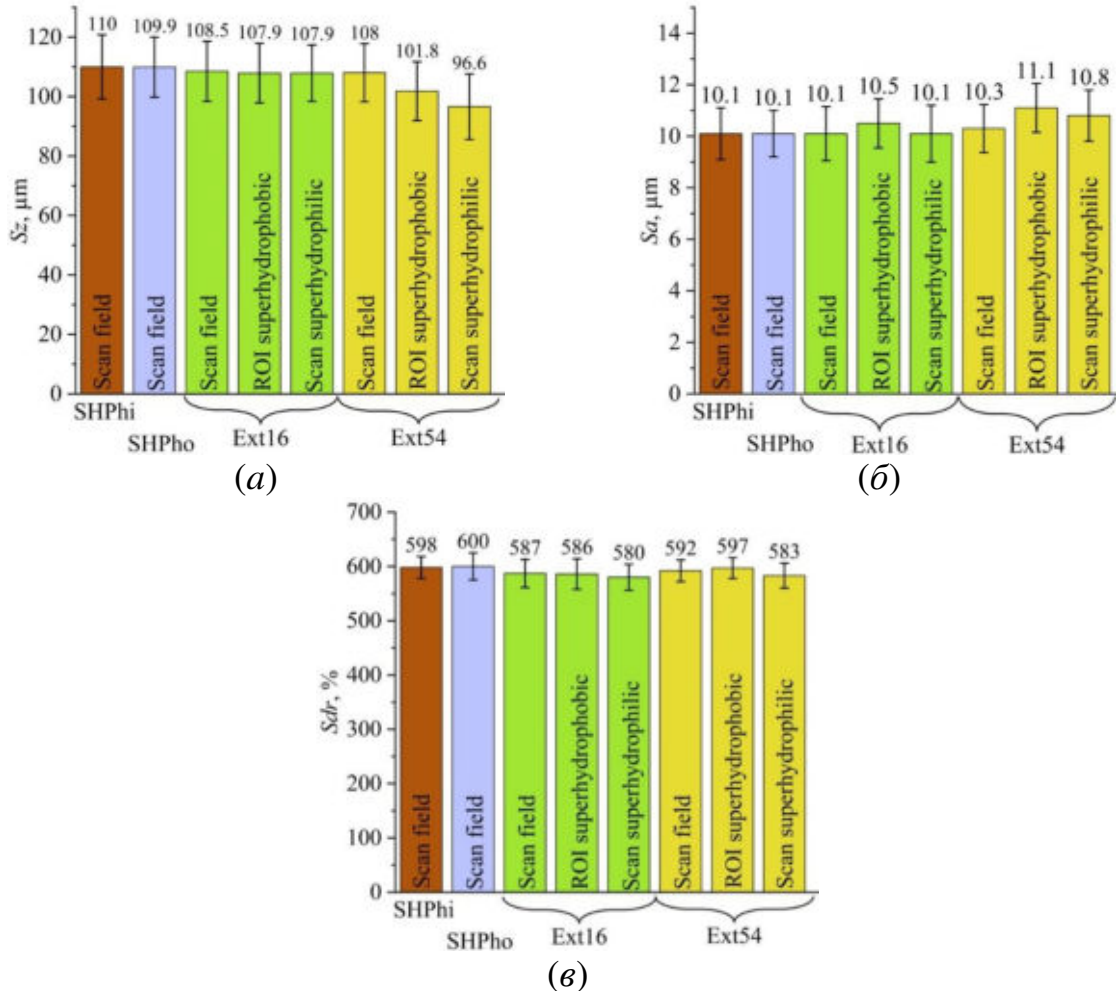 110 109.9 108.5 107.9 107.9 108 101.8 96.6
120
100
80
60
40
20
0
Sz, µm
Scan field
Scan field
Scan field
ROI superhydrophobic
Scan superhydrophilic
Scan field
ROI superhydrophobic
Scan superhydrophilic
SHPhi
SHPho
Ext16
Ext54
(а)
10.1 10.1 10.1 10.5 10.1 10.3 11.1 10.8
14
12
10
8
6
4
2
0
Sa, µm
Scan field
Scan field
Scan field
ROI superhydrophobic
Scan superhydrophilic
Scan field
ROI superhydrophobic
Scan superhydrophilic
SHPhi
SHPho
Ext16
Ext54
(б)
598 600 587 586 580 592 597 583
700
600
500
400
300
200
100
0
Sdr, %
Scan field
Scan field
Scan field
ROI superhydrophobic
Scan superhydrophilic
Scan field
ROI superhydrophobic
Scan superhydrophilic
SHPhi
SHPho
Ext16
Ext54
(в)